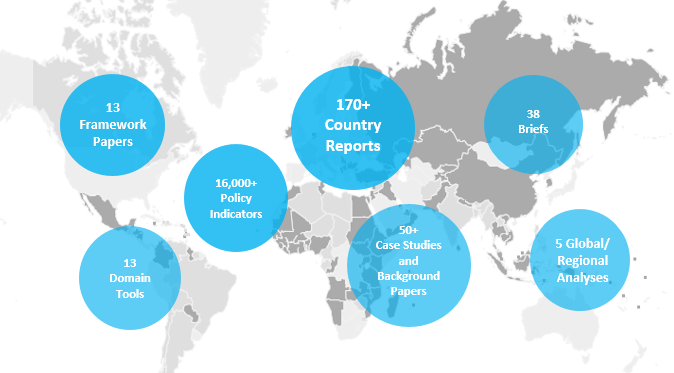 13
Framework
Papers
170+
Country
Reports
38
Briefs
16,000+
Policy
Indicators
13
Domain
Tools
50+
Case Studies
and
Background
Papers
5 Global/
Regional
Analyses